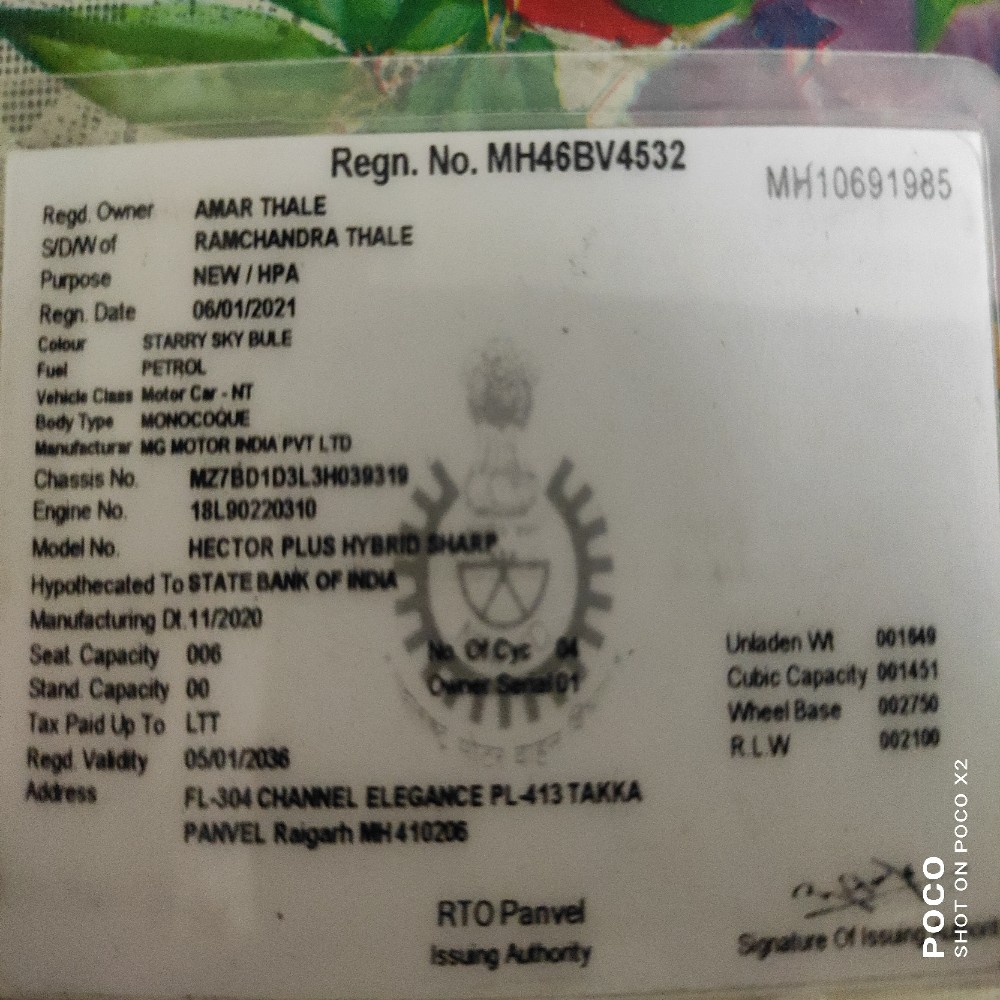 Regn. No. MH46BV4532
MH10691985
Regd. Owner AMAR THALE
S/D/W of RAMCHANDRA THALE
Purpose NEW / HPA
Regn. Date 06/01/2021
Colour STARRY SKY BULE
Fuel PETROL
Vehicle Class Motor Car - NT
Body Type MONOCOQUE
Manufacturar MG MOTOR INDIA PVT LTD
Chassis No. MZ7BD1D3L3H039319
Engine No. 18L90220310
Model No. HECTOR PLUS HYBRID SHARP
Hypothecated To STATE BANK OF INDIA
Manufacturing Dt. 11/2020
Seat Capacity 006 No. Of Cyc 04 Unladen Wt 001649
Stand. Capacity 00 Owner Serial 01 Cubic Capacity 001451
Tax Paid Up To LTT Wheel Base 002750
Regd. Validity 05/01/2036 R.L.W 002100
Address FL-304 CHANNEL ELEGANCE PL-413 TAKKA
PANVEL Raigarh MH 410206
RTO Panvel
Issuing Authority
Signature Of Issuing
POCO
SHOT ON POCO X2